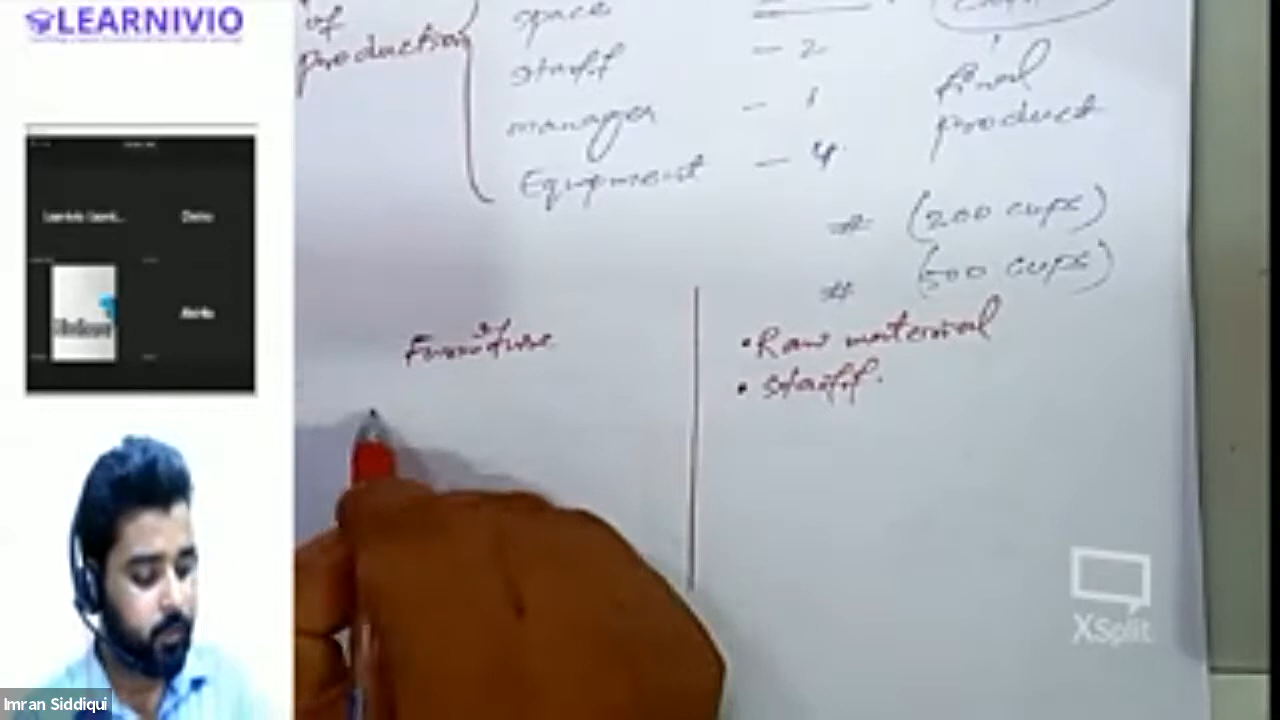 LEARNIVIO
of
production
space
staff - 2
manager - 1
Equpment - 4
final
product
# (200 cups)
# (500 cups)
Furniture
• Raw material
• staff.
XSplit
Imran Siddiqui